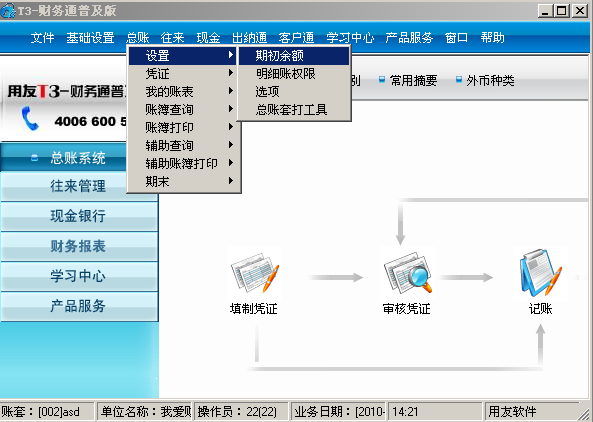 T3-财务通普及版
文件 基础设置 总账 往来 现金 出纳通 客户通 学习中心 产品服务 窗口 帮助
设置
凭证
我的账表
账簿查询
账簿打印
辅助查询
辅助账簿打印
期末
期初余额
明细账权限
选项
总账套打工具
用友T3-财务通普
4006 600 5
别 常用摘要 外币种类
总账系统
往来管理
现金银行
财务报表
学习中心
产品服务
填制凭证 审核凭证 记账
账套: [002]asd 单位名称: 我爱财 操作员: 22(22) 业务日期: [2010- 14:21 用友软件